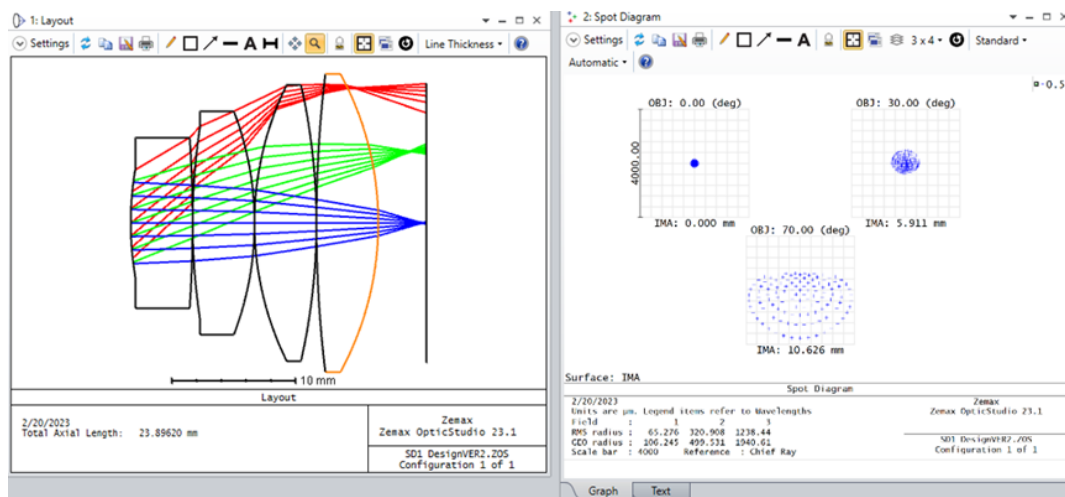 1: Layout
Settings
Line Thickness
10 mm
Layout
2/20/2023
Total Axial Length: 23.89620 mm
Zemax
Zemax OpticStudio 23.1
SD1 DesignVER2.ZOS
Configuration 1 of 1
2: Spot Diagram
Settings
3 x 4
Standard
Automatic
-0.5
OBJ: 0.00 (deg)
OBJ: 30.00 (deg)
4000.00
IMA: 0.000 mm
IMA: 5.911 mm
OBJ: 70.00 (deg)
IMA: 10.626 mm
Surface: IMA
Spot Diagram
2/20/2023
Units are µm. Legend items refer to Wavelengths
Field : 1 2 3
RMS radius : 65.276 320.908 1238.44
GEO radius : 106.245 499.531 1940.61
Scale bar : 4000 Reference : Chief Ray
Zemax
Zemax OpticStudio 23.1
SD1 DesignVER2.ZOS
Configuration 1 of 1
Graph
Text